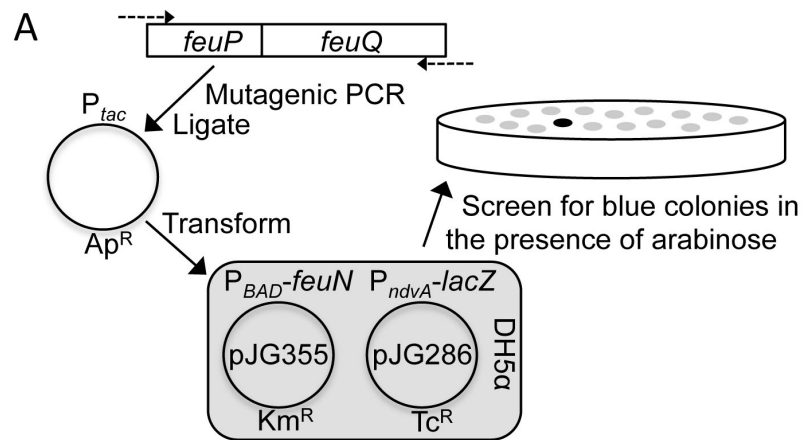 A
feuP feuQ
Mutagenic PCR
Ligate
Ptac
ApR
Transform
PBAD-feuN PndvA-lacZ
pJG355 pJG286
DH5α
KmR TcR
Screen for blue colonies in
the presence of arabinose